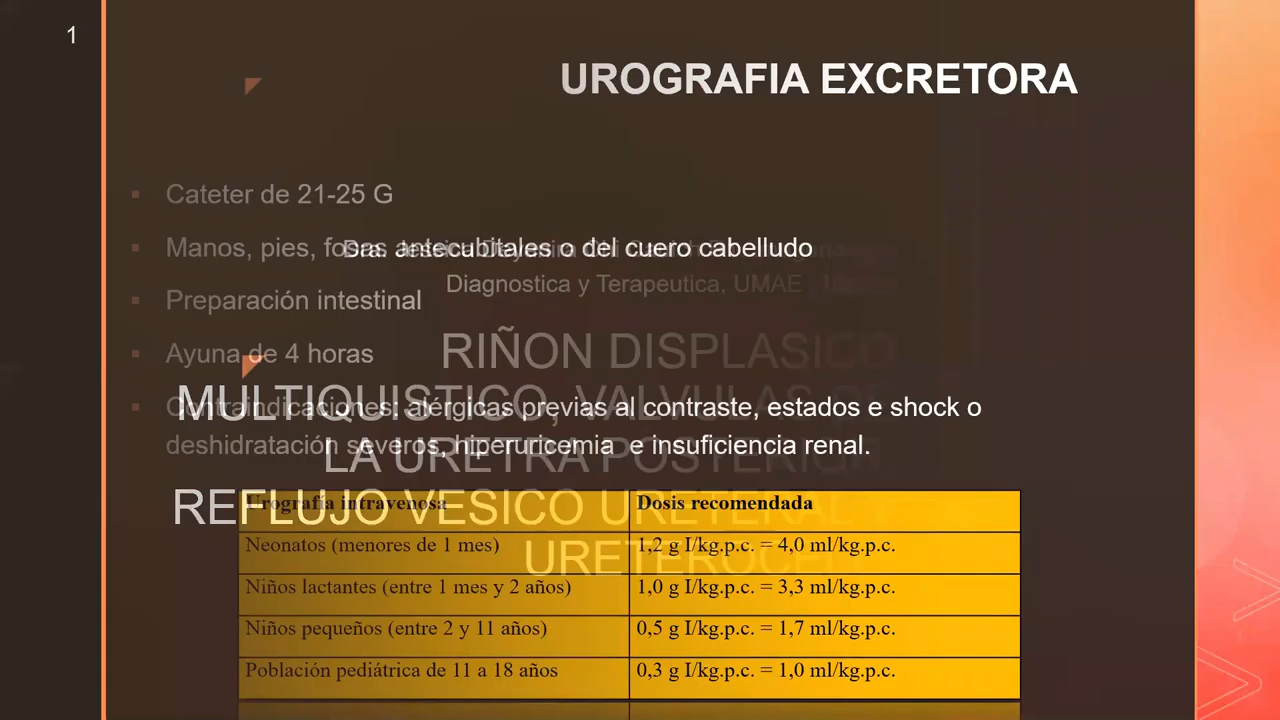 1
UROGRAFIA EXCRETORA
Cateter de 21-25 G
Manos, pies, fosas antecubitales o del cuero cabelludo
Diagnostica y Terapeutica, UMAE
Preparación intestinal
RIÑON DISPLASICO
Ayuna de 4 horas
MULTIQUISTICO, VALVULAS DE
Contraindicaciones: alérgicas previas al contraste, estados e shock o
deshidratación severos, hiperuricemia e insuficiencia renal.
LA URETRA POSTERIOR
REFLUJO VESICO URETERAL
Urografía intravenosa Dosis recomendada
Neonatos (menores de 1 mes) 1,2 g I/kg.p.c. = 4,0 ml/kg.p.c.
Niños lactantes (entre 1 mes y 2 años) 1,0 g I/kg.p.c. = 3,3 ml/kg.p.c.
Niños pequeños (entre 2 y 11 años) 0,5 g I/kg.p.c. = 1,7 ml/kg.p.c.
Población pediátrica de 11 a 18 años 0,3 g I/kg.p.c. = 1,0 ml/kg.p.c.